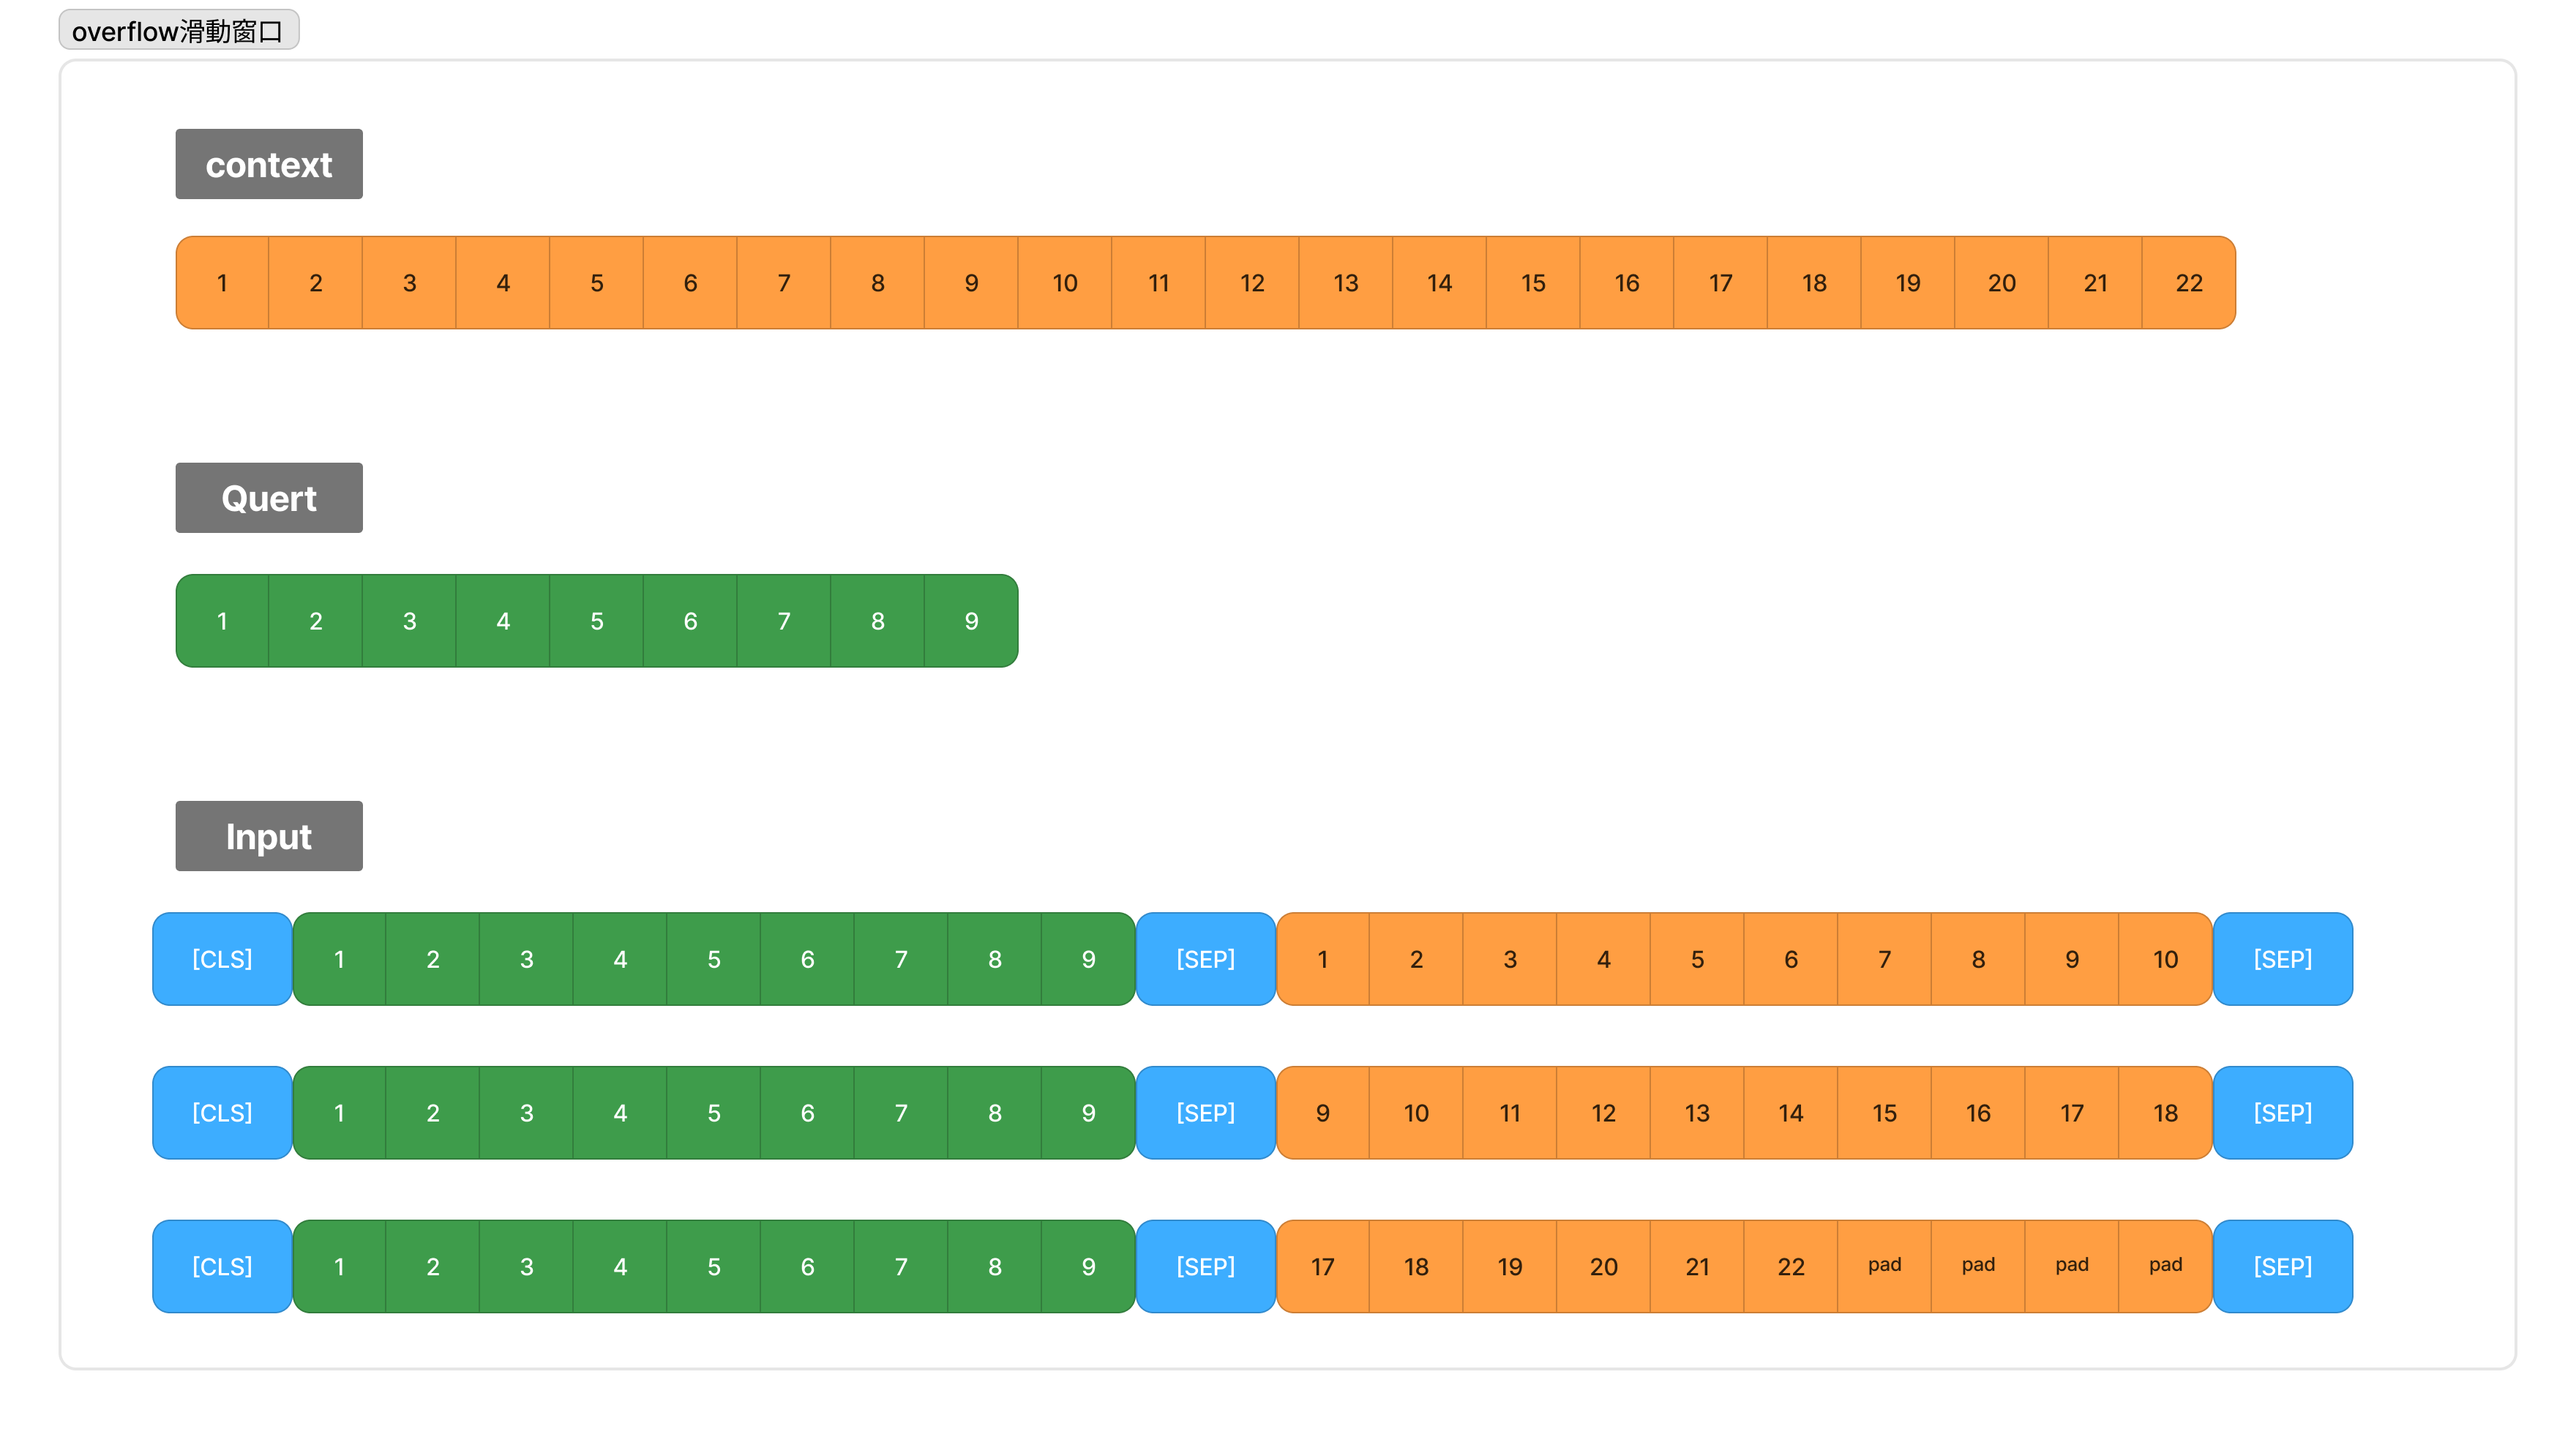 overflow滑動窗口
context
1 2 3 4 5 6 7 8 9 10 11 12 13 14 15 16 17 18 19 20 21 22
Quert
1 2 3 4 5 6 7 8 9
Input
[CLS] 1 2 3 4 5 6 7 8 9 [SEP] 1 2 3 4 5 6 7 8 9 10 [SEP]
[CLS] 1 2 3 4 5 6 7 8 9 [SEP] 9 10 11 12 13 14 15 16 17 18 [SEP]
[CLS] 1 2 3 4 5 6 7 8 9 [SEP] 17 18 19 20 21 22 pad pad pad pad [SEP]